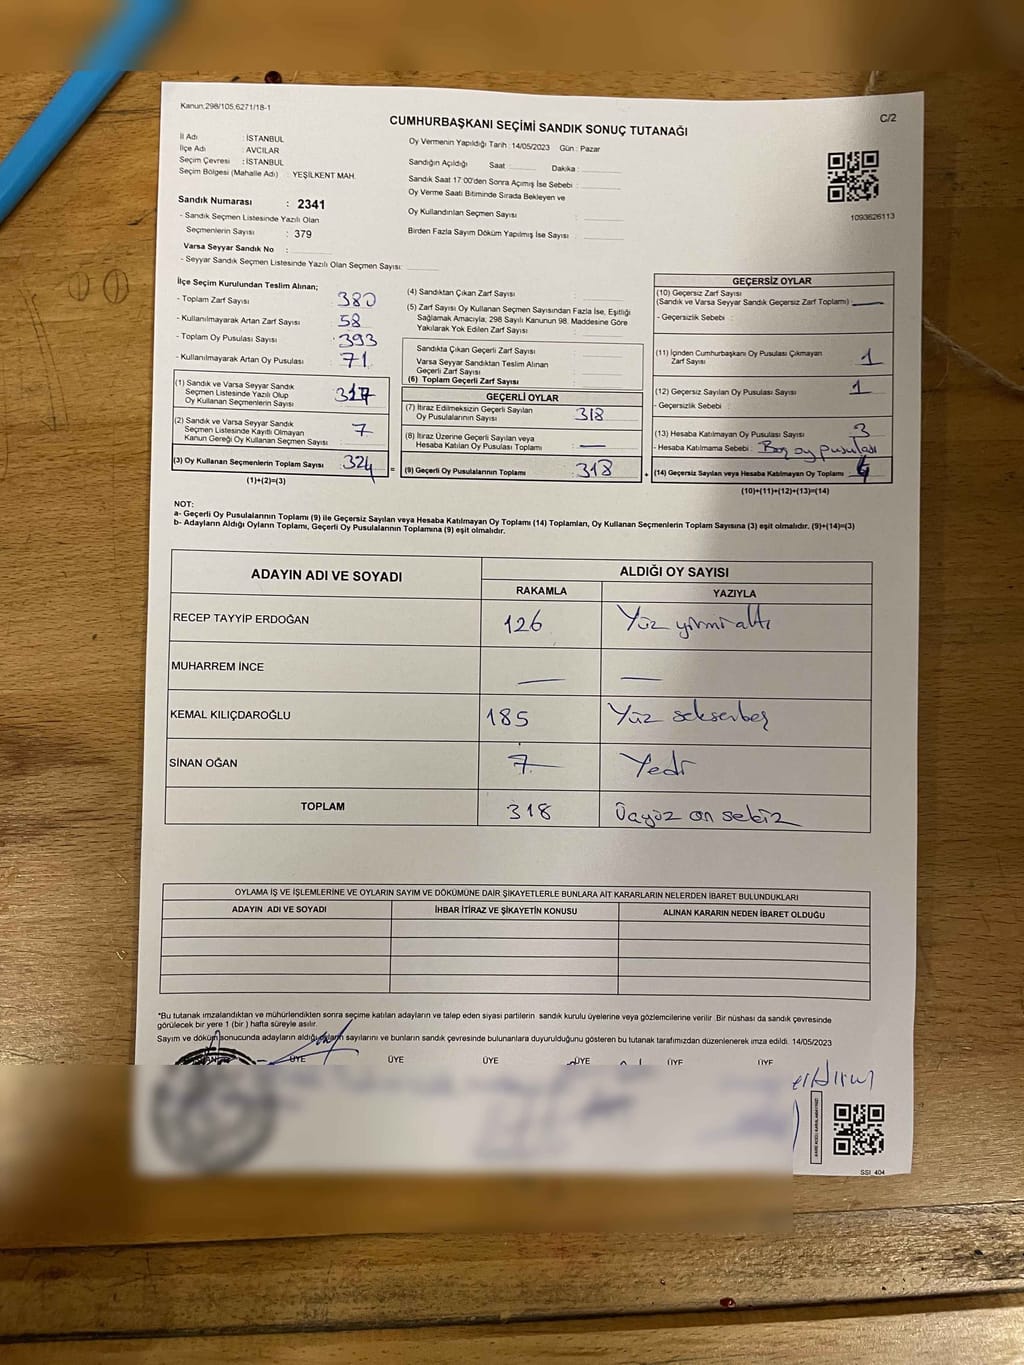 Kanun:298/105,6271/18-1
C/2
CUMHURBAŞKANI SEÇİMİ SANDIK SONUÇ TUTANAĞI
İl Adı : İSTANBUL
İlçe Adı : AVCILAR
Seçim Çevresi : İSTANBUL
Seçim Bölgesi (Mahalle Adı) : YEŞİLKENT MAH.
Sandık Numarası : 2341
- Sandık Seçmen Listesinde Yazılı Olan
Seçmenlerin Sayısı : 379
Varsa Seyyar Sandık No :
- Seyyar Sandık Seçmen Listesinde Yazılı Olan Seçmen Sayısı:
Oy Vermenin Yapıldığı Tarih : 14/05/2023 Gün : Pazar
Sandığın Açıldığı Saat Dakika :
Sandık Saat 17:00'den Sonra Açımış İse Sebebi :
Oy Verme Saati Bitiminde Sırada Bekleyen ve
Oy Kullandırılan Seçmen Sayısı :
Birden Fazla Sayım Döküm Yapılmış İse Sayısı :
1093626113
İlçe Seçim Kurulundan Teslim Alınan;
- Toplam Zarf Sayısı : 380
- Kullanılmayarak Artan Zarf Sayısı : 58
- Toplam Oy Pusulası Sayısı : 393
- Kullanılmayarak Artan Oy Pusulası : 71
(1) Sandık ve Varsa Seyyar Sandık
Seçmen Listesinde Yazılı Olup
Oy Kullanan Seçmenlerin Sayısı : 317
(2) Sandık ve Varsa Seyyar Sandık
Seçmen Listesinde Kayıtlı Olmayan
Kanun Gereği Oy Kullanan Seçmen Sayısı : 7
(3) Oy Kullanan Seçmenlerin Toplam Sayısı 324 =
(1)+(2)=(3)
(4) Sandıktan Çıkan Zarf Sayısı :
(5) Zarf Sayısı Oy Kullanan Seçmen Sayısından Fazla İse, Eşitliği
Sağlamak Amacıyla; 298 Sayılı Kanunun 98. Maddesine Göre
Yakılarak Yok Edilen Zarf Sayısı :
Sandıkta Çıkan Geçerli Zarf Sayısı :
Varsa Seyyar Sandıktan Teslim Alınan
Geçerli Zarf Sayısı :
(6) Toplam Geçerli Zarf Sayısı :
GEÇERLİ OYLAR
(7) İtiraz Edilmeksizin Geçerli Sayılan
Oy Pusulalarının Sayısı : 318
(8) İtiraz Üzerine Geçerli Sayılan veya
Hesaba Katılan Oy Pusulası Toplamı : —
(9) Geçerli Oy Pusulalarının Toplamı : 318 +
GEÇERSİZ OYLAR
(10) Geçersiz Zarf Sayısı
(Sandık ve Varsa Seyyar Sandık Geçersiz Zarf Toplamı) : —
- Geçersizlik Sebebi :
(11) İçinden Cumhurbaşkanı Oy Pusulası Çıkmayan
Zarf Sayısı : 1
(12) Geçersiz Sayılan Oy Pusulası Sayısı : 1
- Geçersizlik Sebebi :
(13) Hesaba Katılmayan Oy Pusulası Sayısı : 3
- Hesaba Katılmama Sebebi : Boş oy pusulası
(14) Geçersiz Sayılan veya Hesaba Katılmayan Oy Toplamı :
(10)+(11)+(12)+(13)=(14)
NOT:
a- Geçerli Oy Pusulalarının Toplamı (9) ile Geçersiz Sayılan veya Hesaba Katılmayan Oy Toplamı (14) Toplamları, Oy Kullanan Seçmenlerin Toplam Sayısına (3) eşit olmalıdır. (9)+(14)=(3)
b- Adayların Aldığı Oyların Toplamı, Geçerli Oy Pusulalarının Toplamına (9) eşit olmalıdır.
ADAYIN ADI VE SOYADI ALDIĞI OY SAYISI
RAKAMLA YAZIYLA
RECEP TAYYİP ERDOĞAN 126 Yüz yirmi altı
MUHARREM İNCE — —
KEMAL KILIÇDAROĞLU 185 Yüz seksenbeş
SİNAN OĞAN 7 Yedi
TOPLAM 318 Üçyüz on sekiz
OYLAMA İŞ VE İŞLEMLERİNE VE OYLARIN SAYIM VE DÖKÜMÜNE DAİR ŞİKAYETLERLE BUNLARA AİT KARARLARIN NELERDEN İBARET BULUNDUKLARI
ADAYIN ADI VE SOYADI İHBAR İTİRAZ VE ŞİKAYETİN KONUSU ALINAN KARARIN NEDEN İBARET OLDUĞU
*Bu tutanak imzalandıktan ve mühürlendikten sonra seçime katılan adayların ve talep eden siyasi partilerin sandık kurulu üyelerine veya gözlemcilerine verilir. Bir nüshası da sandık çevresinde
görülecek bir yere 1 (bir ) hafta süreyle asılır.
Sayım ve döküm sonucunda adayların aldığı oyların sayılarını ve bunların sandık çevresinde bulunanlara duyurulduğunu gösteren bu tutanak tarafımızdan düzenlenerek imza edildi. 14/05/2023
ÜYE ÜYE ÜYE ÜYE ÜYE ÜYE
SSI_404